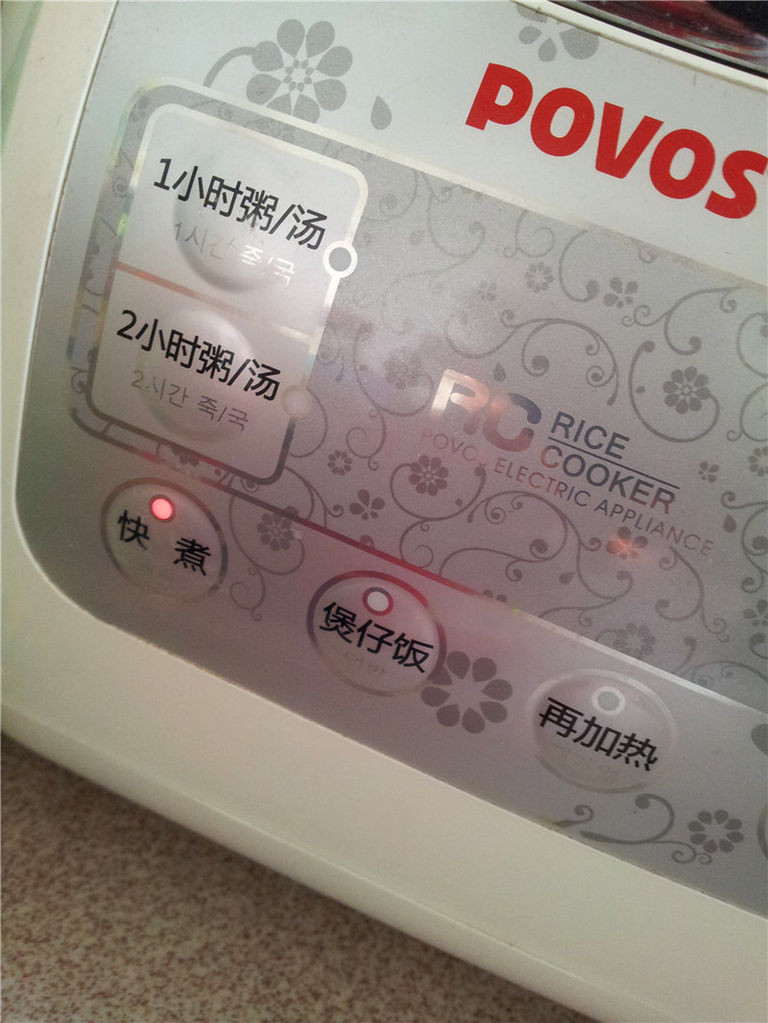 POVOS
1小时粥/汤
1시간 죽/국
2小时粥/汤
2시간 죽/국
RC RICE
COOKER
POVOS ELECTRIC APPLIANCE
快 煮
煲仔饭
再加热